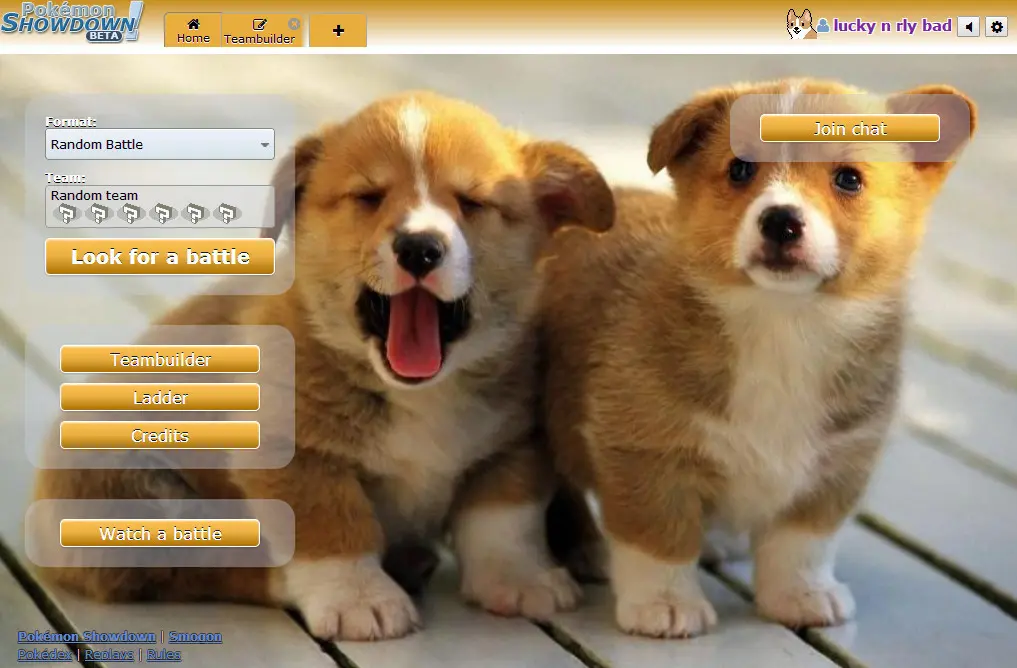 Pokémon
SHOWDOWN!
BETA
Home
Teambuilder
+
lucky n rly bad
Format:
Random Battle
Team:
Random team
? ? ? ? ? ?
Look for a battle
Join chat
Teambuilder
Ladder
Credits
Watch a battle
Pokémon Showdown | Smogon
Pokédex | Replays | Rules